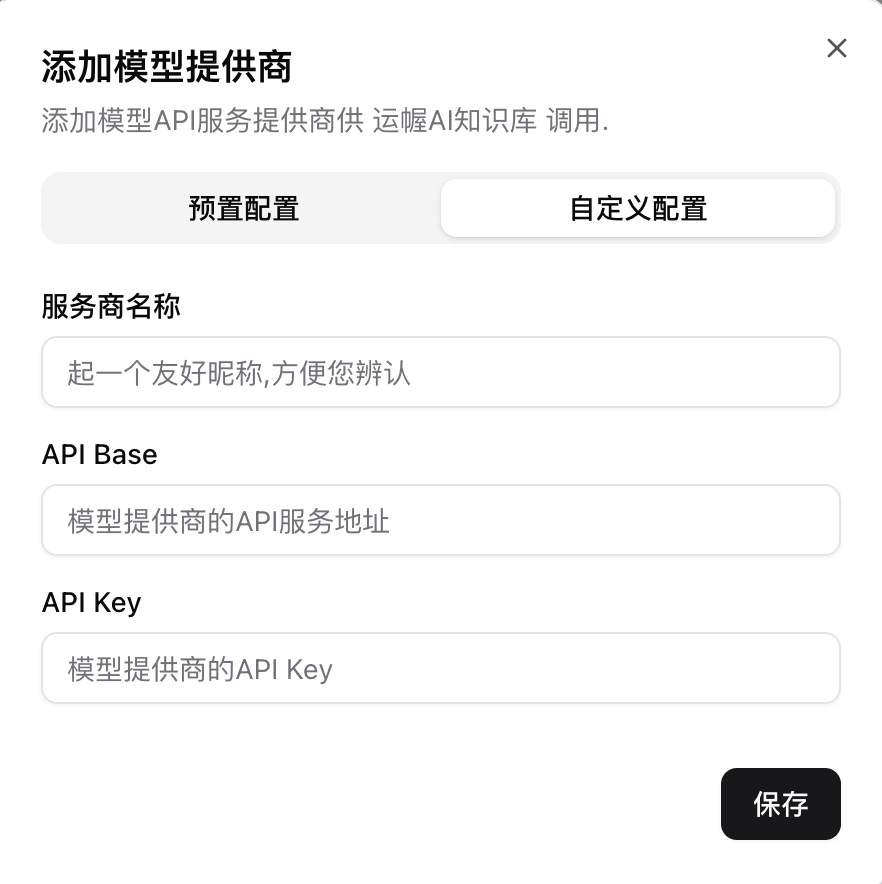 添加模型提供商
添加模型API服务提供商供 运幄AI知识库 调用.
预置配置
自定义配置
服务商名称
起一个友好昵称,方便您辨认
API Base
模型提供商的API服务地址
API Key
模型提供商的API Key
保存